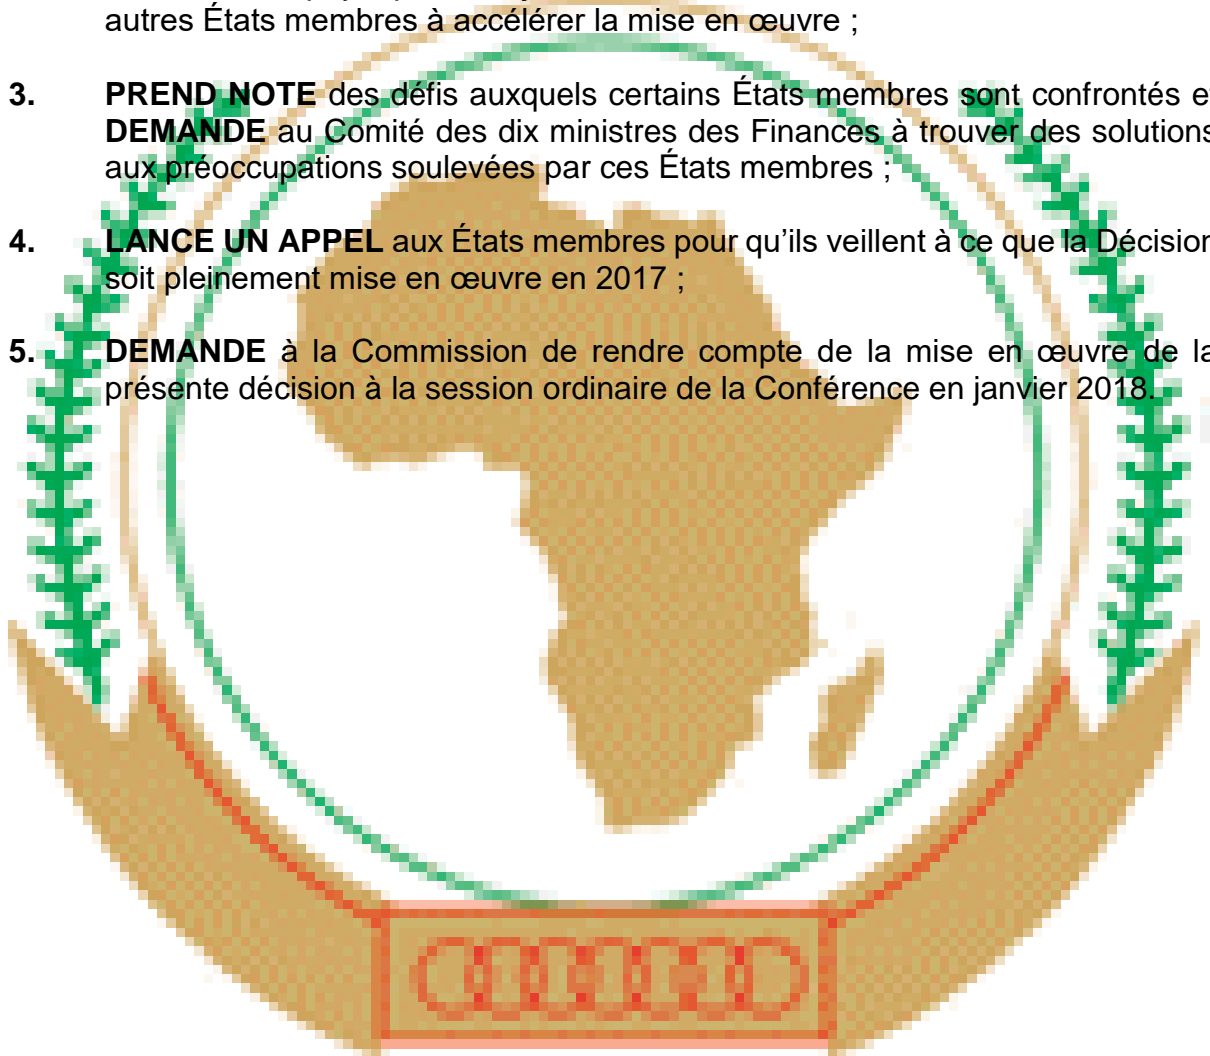 autres États membres à accélérer la mise en œuvre ;
3. PREND NOTE des défis auxquels certains États membres sont confrontés et
DEMANDE au Comité des dix ministres des Finances à trouver des solutions
aux préoccupations soulevées par ces États membres ;
4. LANCE UN APPEL aux États membres pour qu'ils veillent à ce que la Décision
soit pleinement mise en œuvre en 2017 ;
5. DEMANDE à la Commission de rendre compte de la mise en œuvre de la
présente décision à la session ordinaire de la Conférence en janvier 2018.